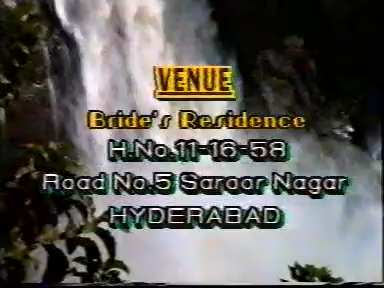 VENUE
Bride's Residence
H.No.11-16-58
Road No.5 Saroor Nagar
HYDERABAD